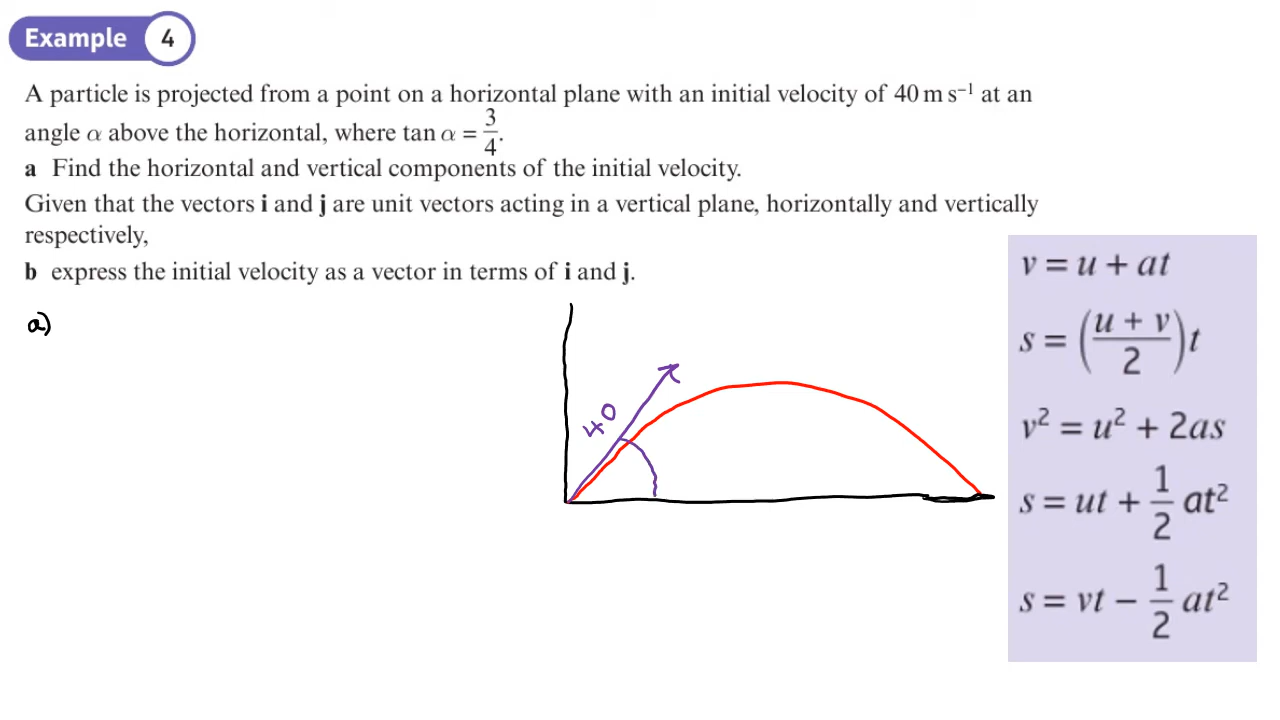 Example 4
A particle is projected from a point on a horizontal plane with an initial velocity of 40 m s⁻¹ at an
angle α above the horizontal, where tan α = 3/4.
a Find the horizontal and vertical components of the initial velocity.
Given that the vectors i and j are unit vectors acting in a vertical plane, horizontally and vertically
respectively,
b express the initial velocity as a vector in terms of i and j.
a)
40
v = u + at
s = ((u + v)/2)t
v² = u² + 2as
s = ut + 1/2 at²
s = vt − 1/2 at²